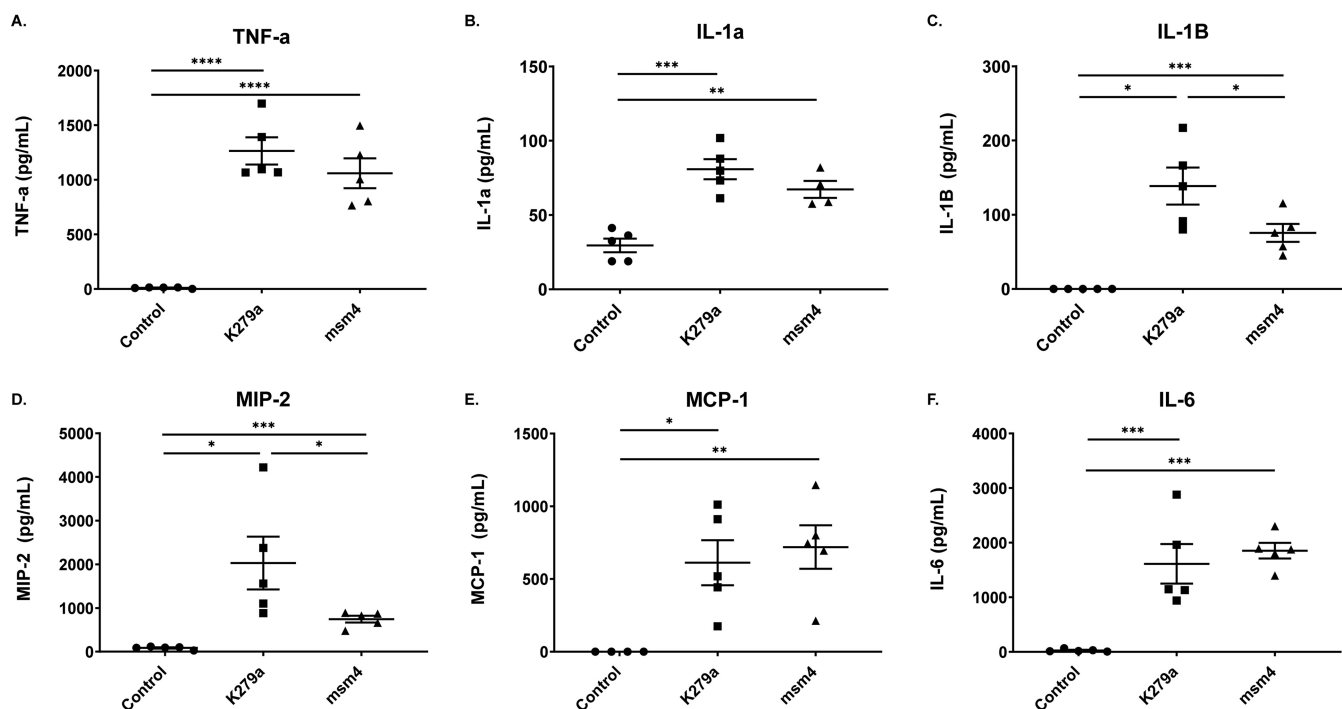 A.
TNF-a
****
****
2000
1500
1000
500
0
TNF-a (pg/mL)
Control
K279a
msm4
B.
IL-1a
***
**
150
100
50
0
IL-1a (pg/mL)
Control
K279a
msm4
C.
IL-1B
***
*
*
300
200
100
0
IL-1B (pg/mL)
Control
K279a
msm4
D.
MIP-2
***
*
*
5000
4000
3000
2000
1000
0
MIP-2 (pg/mL)
Control
K279a
msm4
E.
MCP-1
*
**
1500
1000
500
0
MCP-1 (pg/mL)
Control
K279a
msm4
F.
IL-6
***
***
4000
3000
2000
1000
0
IL-6 (pg/mL)
Control
K279a
msm4